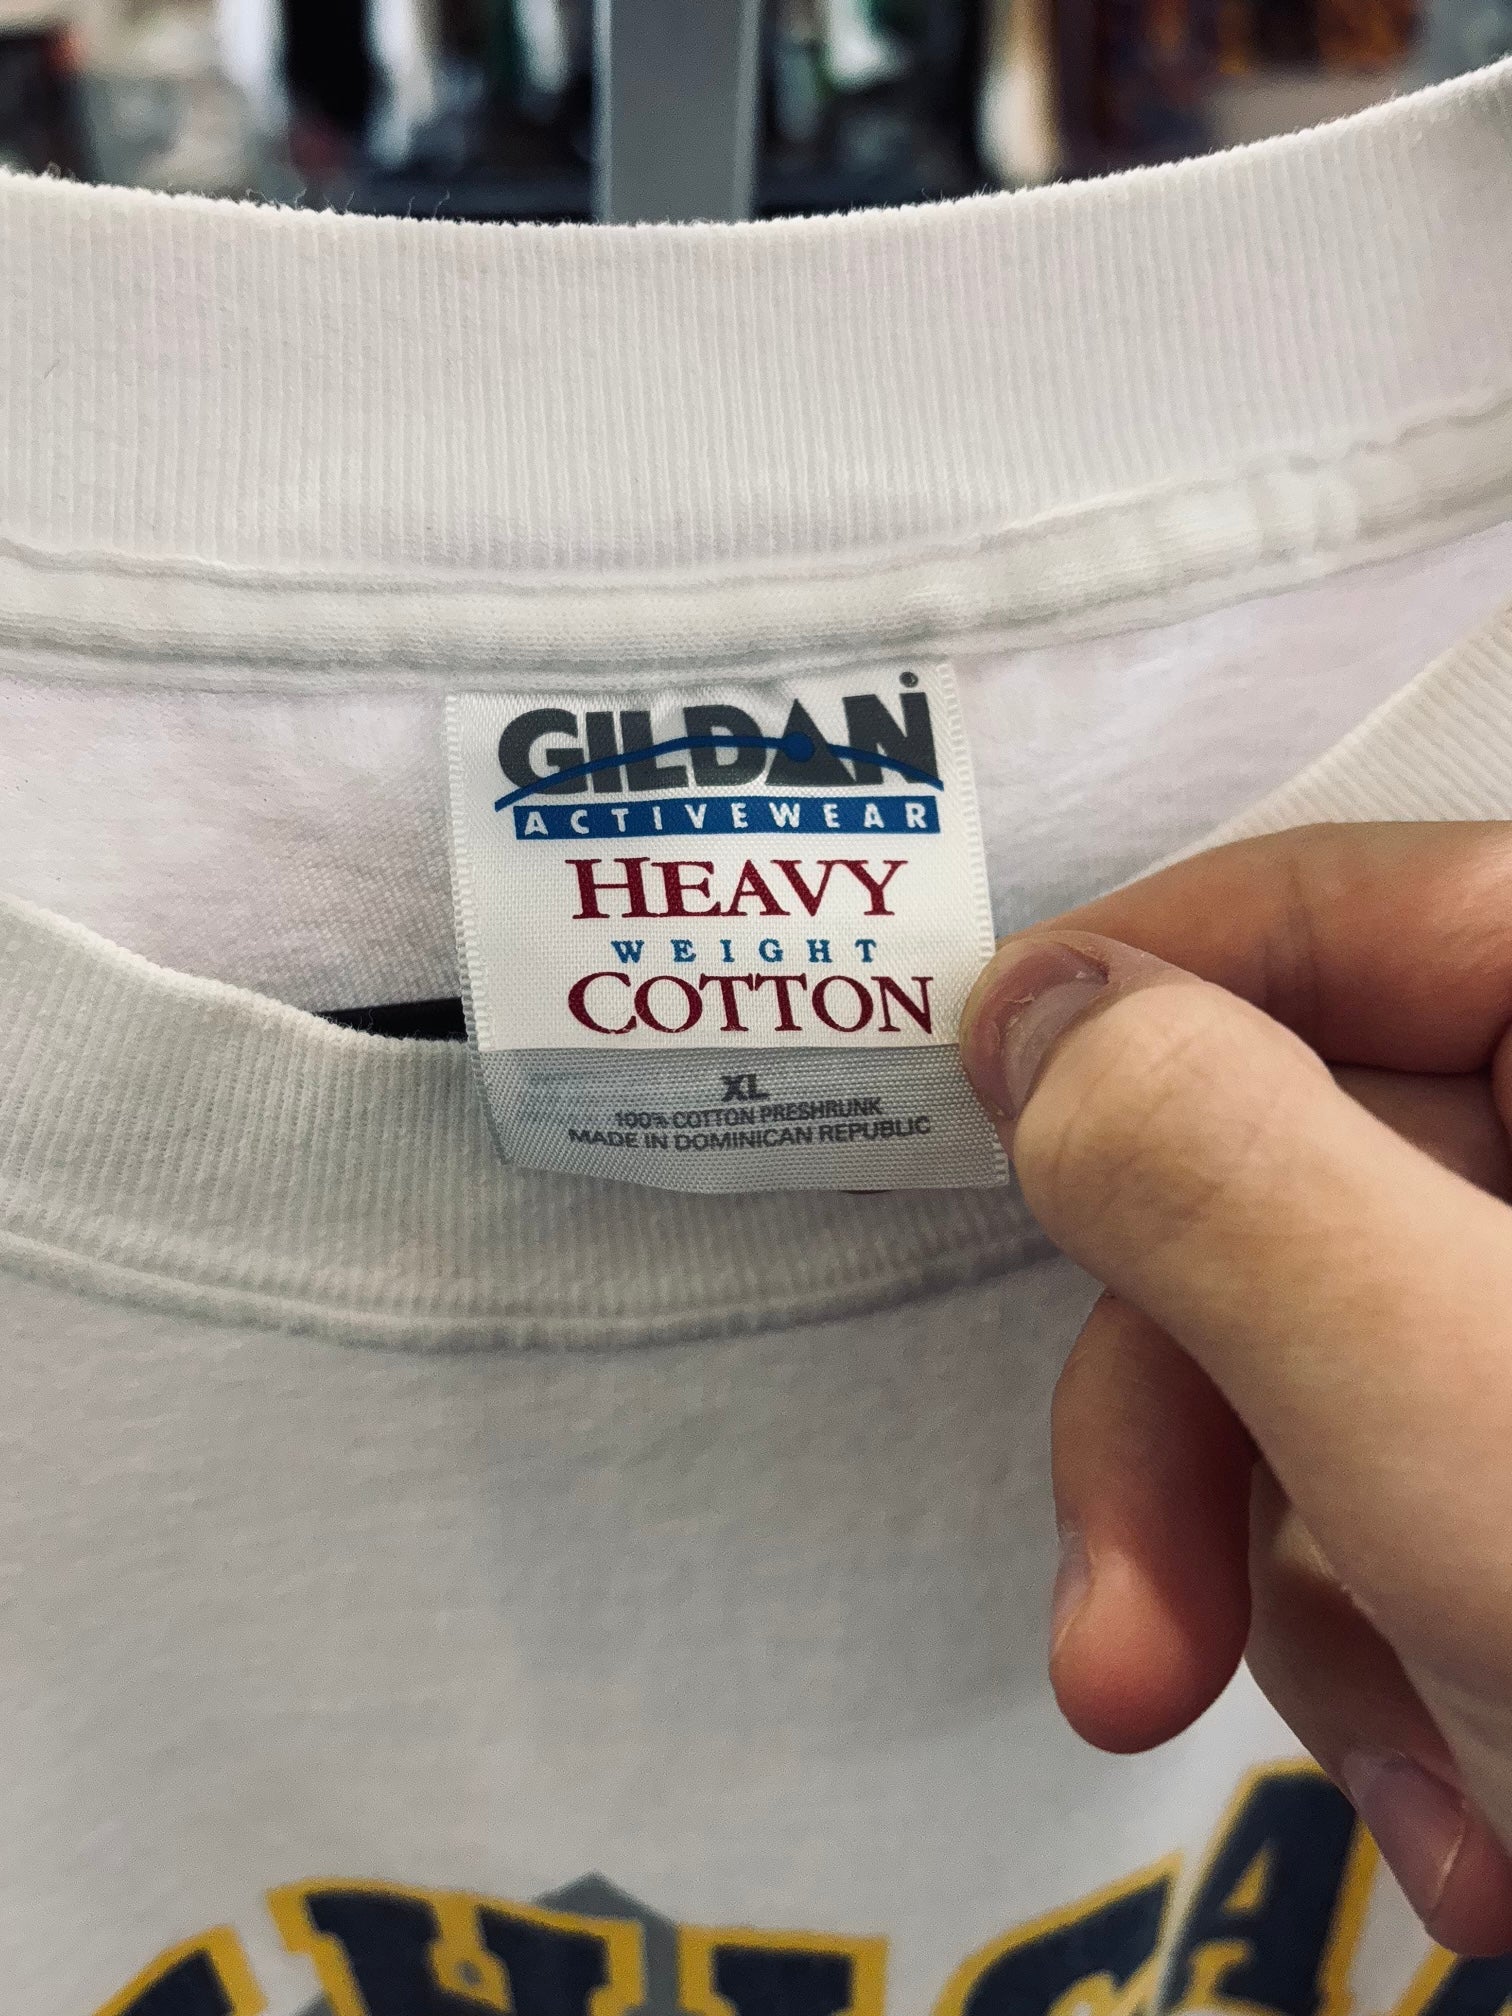 GILDAN
ACTIVEWEAR
HEAVY
WEIGHT
COTTON
XL
100% COTTON PRESHRUNK
MADE IN DOMINICAN REPUBLIC